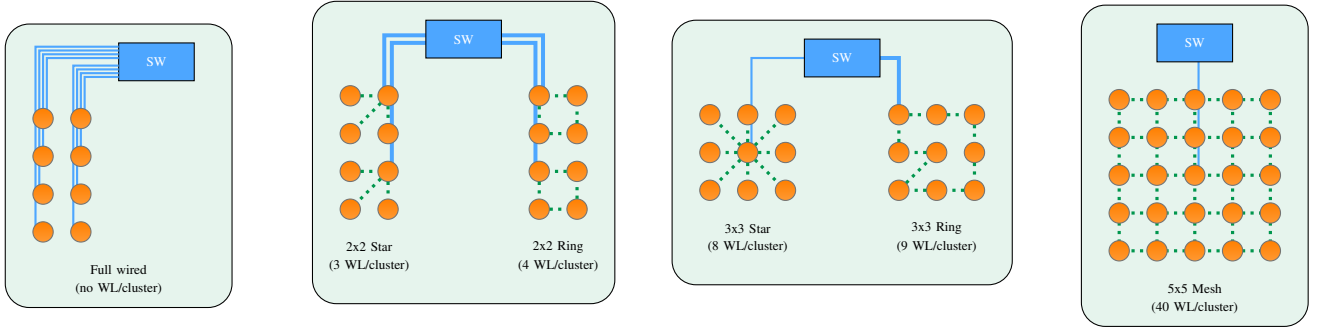 SW
Full wired
(no WL/cluster)
SW
2x2 Star
(3 WL/cluster)
2x2 Ring
(4 WL/cluster)
SW
3x3 Star
(8 WL/cluster)
3x3 Ring
(9 WL/cluster)
SW
5x5 Mesh
(40 WL/cluster)